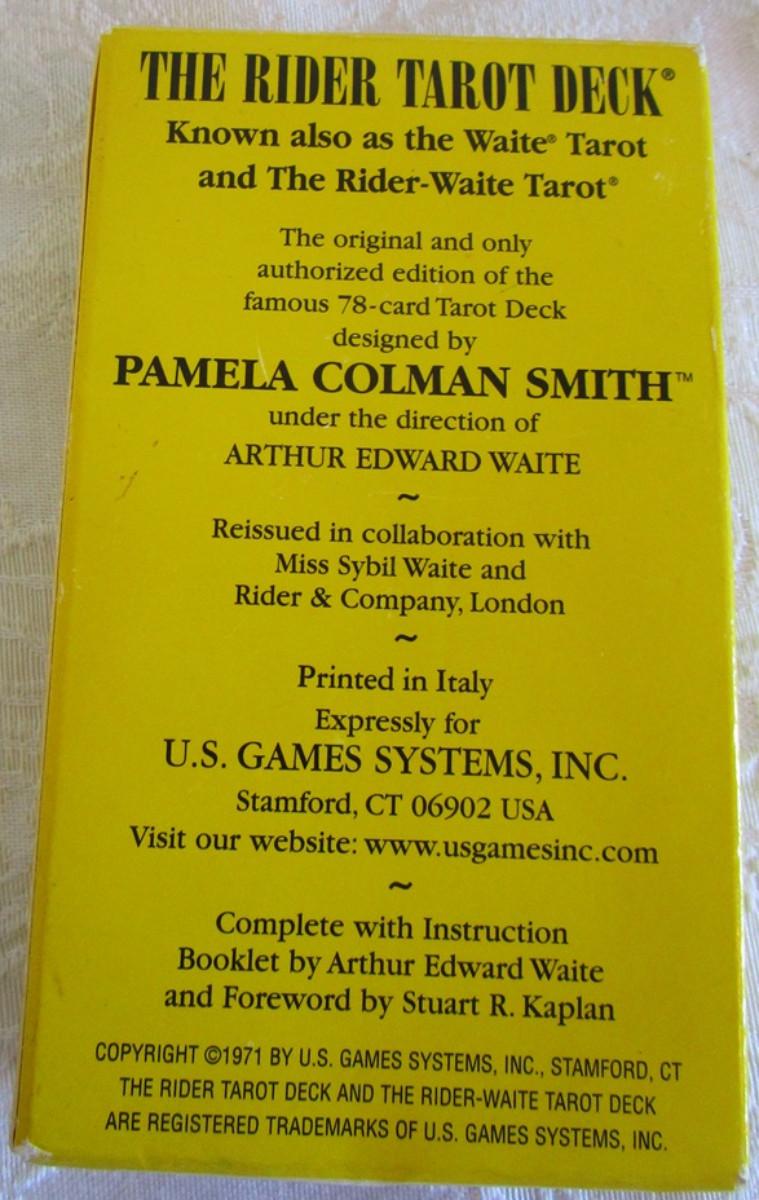 THE RIDER TAROT DECK®
Known also as the Waite® Tarot
and The Rider-Waite Tarot®
The original and only
authorized edition of the
famous 78-card Tarot Deck
designed by
PAMELA COLMAN SMITH™
under the direction of
ARTHUR EDWARD WAITE
~
Reissued in collaboration with
Miss Sybil Waite and
Rider & Company, London
~
Printed in Italy
Expressly for
U.S. GAMES SYSTEMS, INC.
Stamford, CT 06902 USA
Visit our website: www.usgamesinc.com
~
Complete with Instruction
Booklet by Arthur Edward Waite
and Foreword by Stuart R. Kaplan
COPYRIGHT ©1971 BY U.S. GAMES SYSTEMS, INC., STAMFORD, CT
THE RIDER TAROT DECK AND THE RIDER-WAITE TAROT DECK
ARE REGISTERED TRADEMARKS OF U.S. GAMES SYSTEMS, INC.